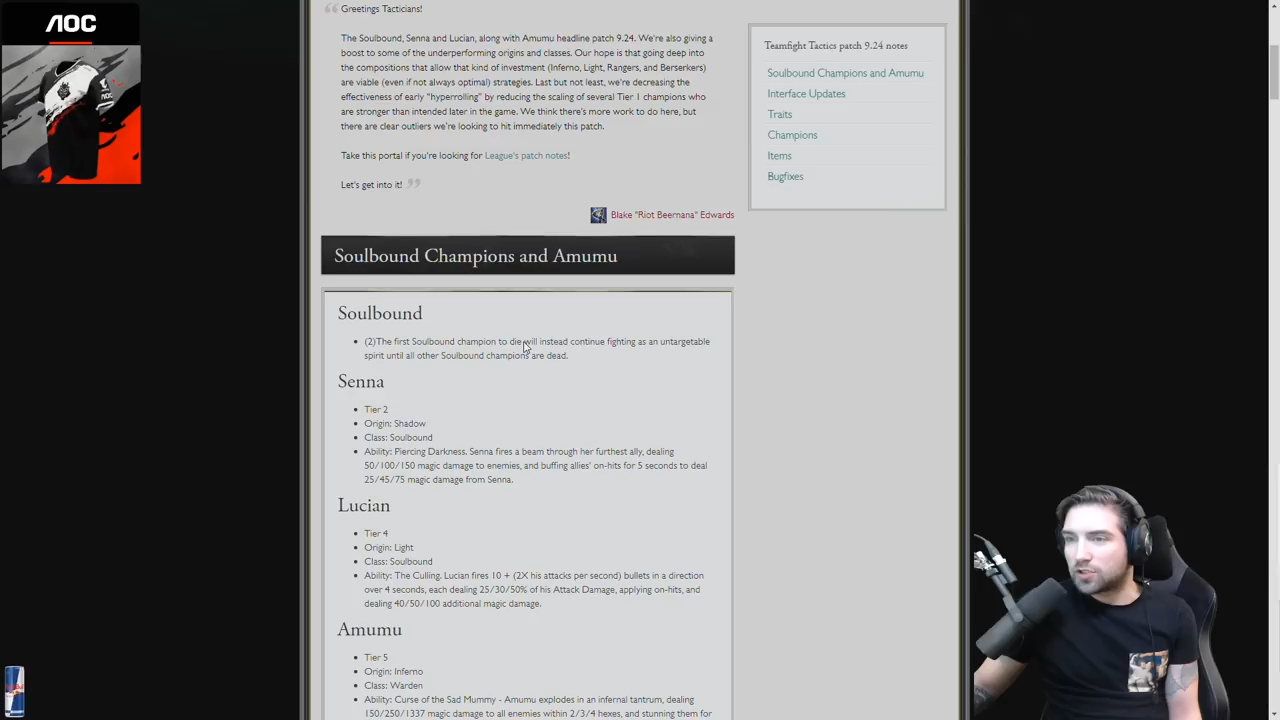 AOC
Greetings Tacticians!
The Soulbound, Senna and Lucian, along with Amumu headline patch 9.24. We're also giving a
boost to some of the underperforming origins and classes. Our hope is that going deep into
the compositions that allow that kind of investment (Inferno, Light, Rangers, and Berserkers)
are viable (even if not always optimal) strategies. Last but not least, we're decreasing the
effectiveness of early "hyperrolling" by reducing the scaling of several Tier 1 champions who
are stronger than intended later in the game. We think there's more work to do here, but
there are clear outliers we're looking to hit immediately this patch.
Take this portal if you're looking for League's patch notes!
Let's get into it!
Blake "Riot Beernana" Edwards
Teamfight Tactics patch 9.24 notes
Soulbound Champions and Amumu
Interface Updates
Traits
Champions
Items
Bugfixes
Soulbound Champions and Amumu
Soulbound
(2)The first Soulbound champion to die will instead continue fighting as an untargetable
spirit until all other Soulbound champions are dead.
Senna
Tier 2
Origin: Shadow
Class: Soulbound
Ability: Piercing Darkness. Senna fires a beam through her furthest ally, dealing
50/100/150 magic damage to enemies, and buffing allies' on-hits for 5 seconds to deal
25/45/75 magic damage from Senna.
Lucian
Tier 4
Origin: Light
Class: Soulbound
Ability: The Culling. Lucian fires 10 + (2X his attacks per second) bullets in a direction
over 4 seconds, each dealing 25/30/50% of his Attack Damage, applying on-hits, and
dealing 40/50/100 additional magic damage.
Amumu
Tier 5
Origin: Inferno
Class: Warden
Ability: Curse of the Sad Mummy - Amumu explodes in an infernal tantrum, dealing
150/250/1337 magic damage to all enemies within 2/3/4 hexes, and stunning them for